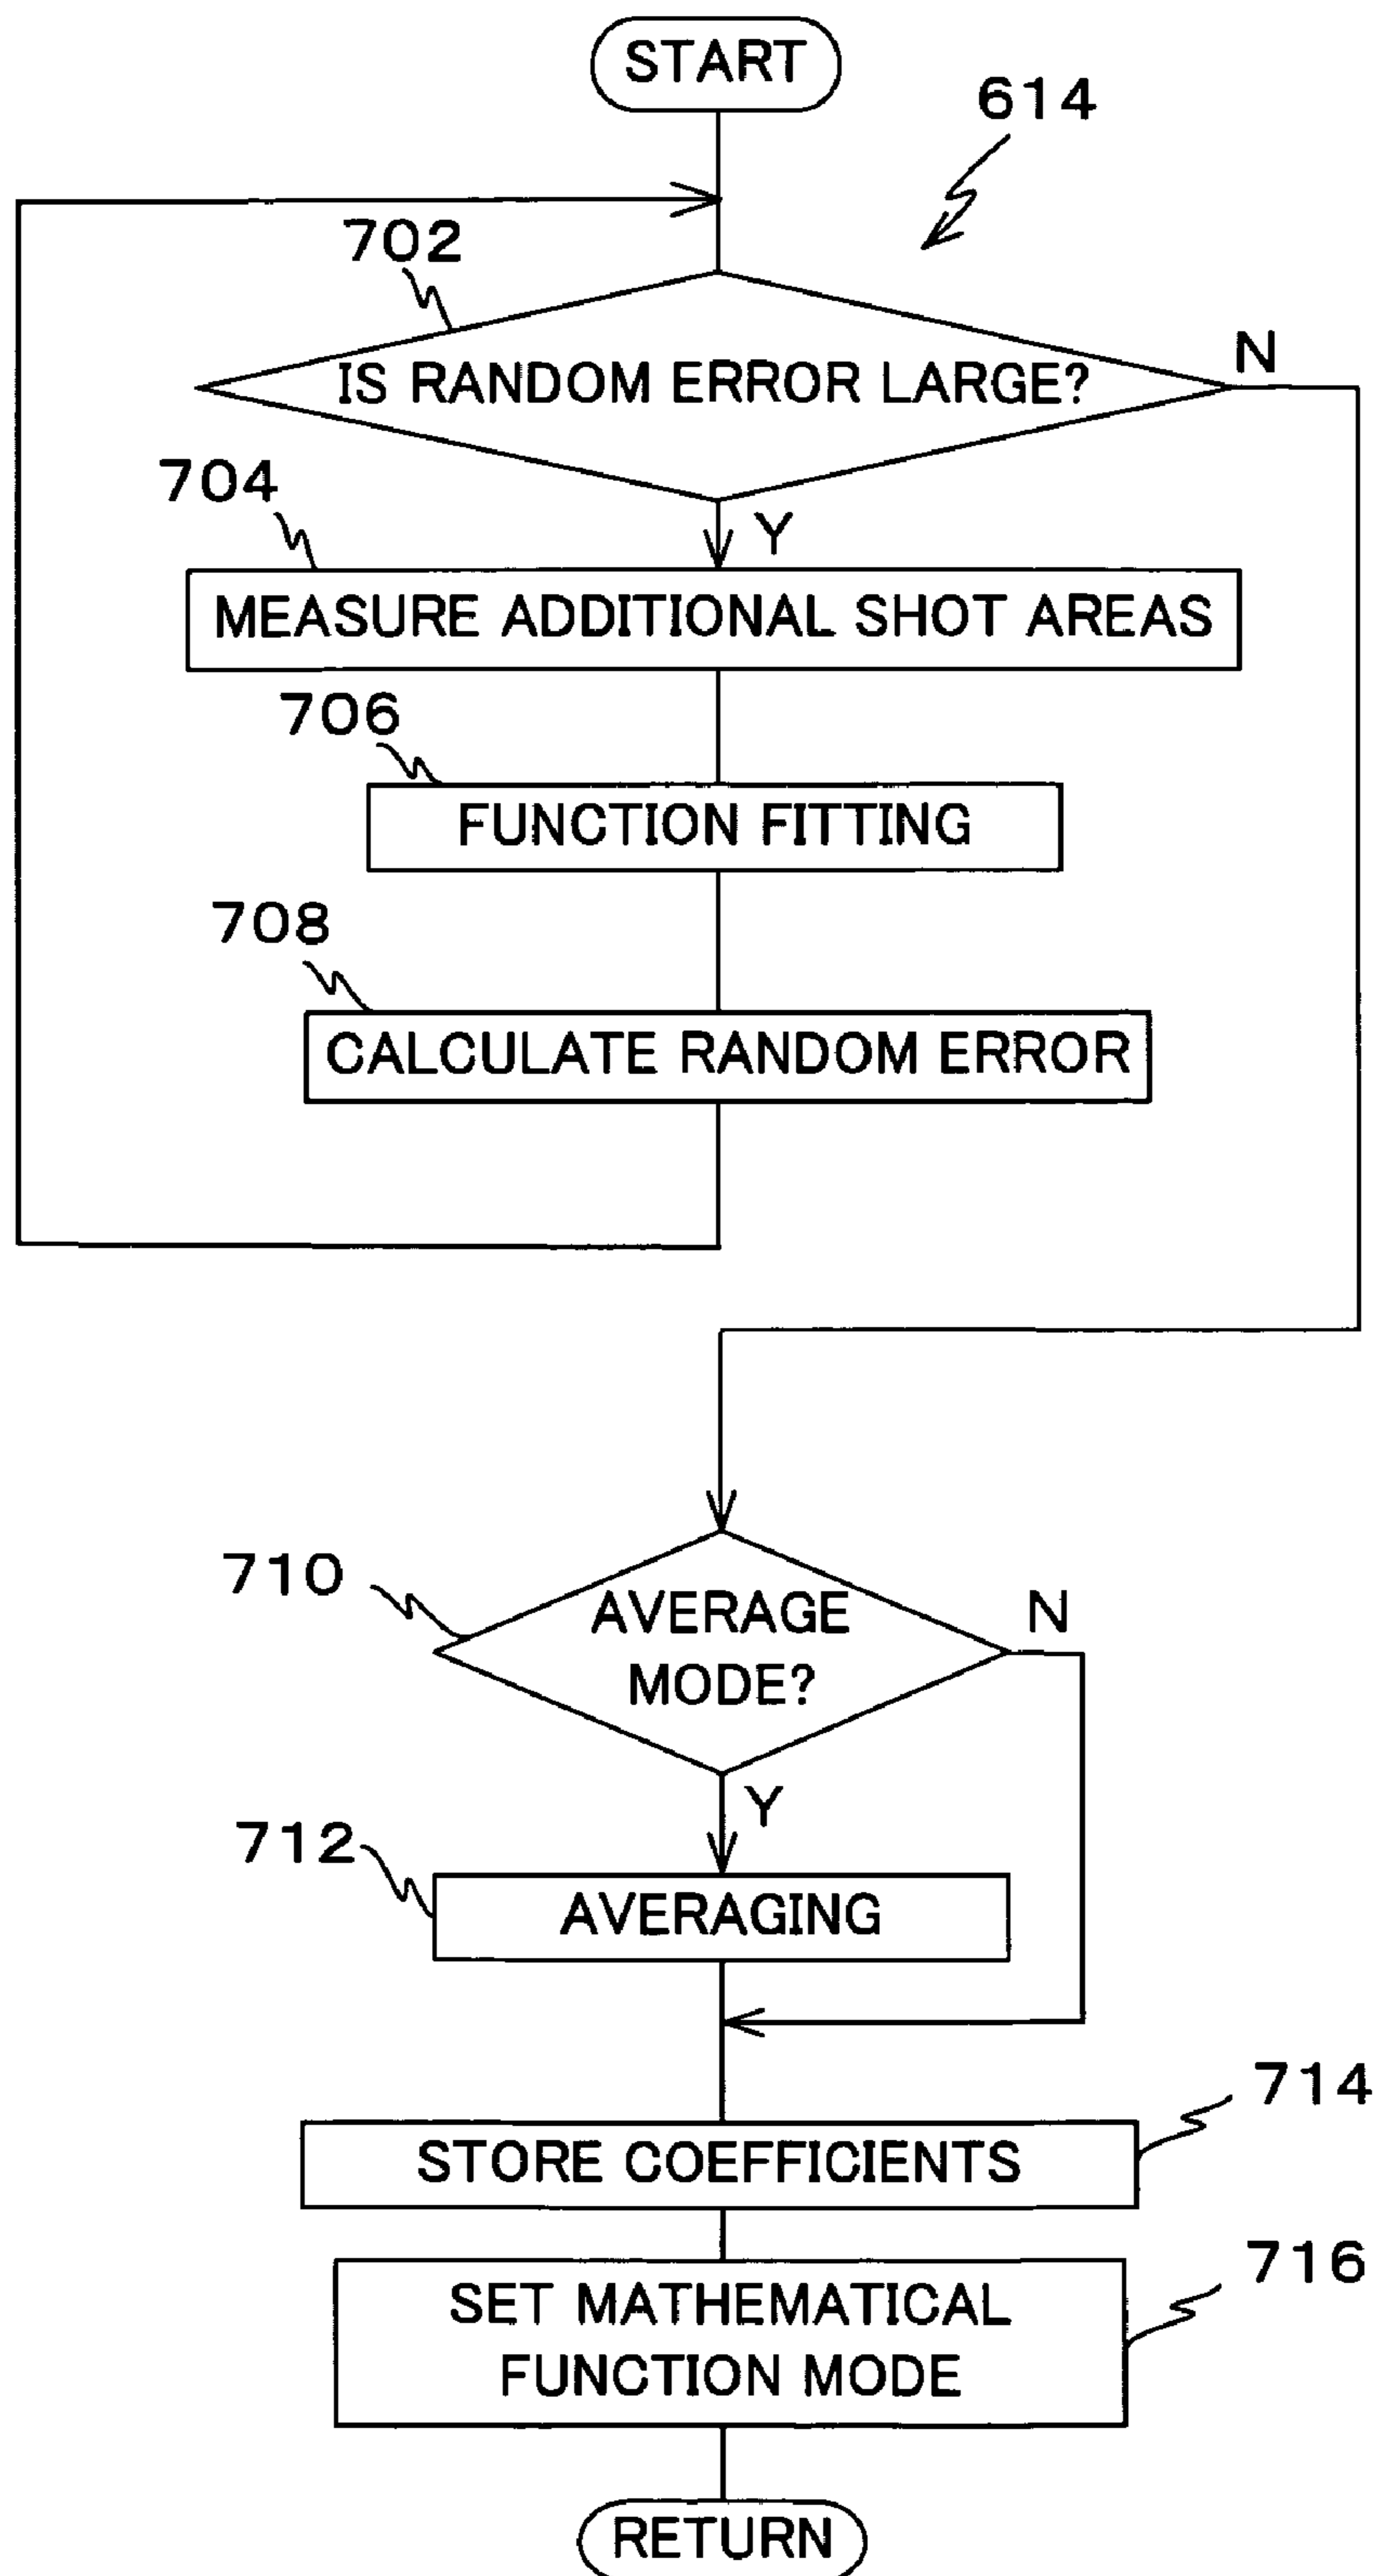 START
614
702
IS RANDOM ERROR LARGE?
N
704
Y
MEASURE ADDITIONAL SHOT AREAS
706
FUNCTION FITTING
708
CALCULATE RANDOM ERROR
710
AVERAGE
MODE?
N
Y
712
AVERAGING
714
STORE COEFFICIENTS
716
SET MATHEMATICAL
FUNCTION MODE
RETURN